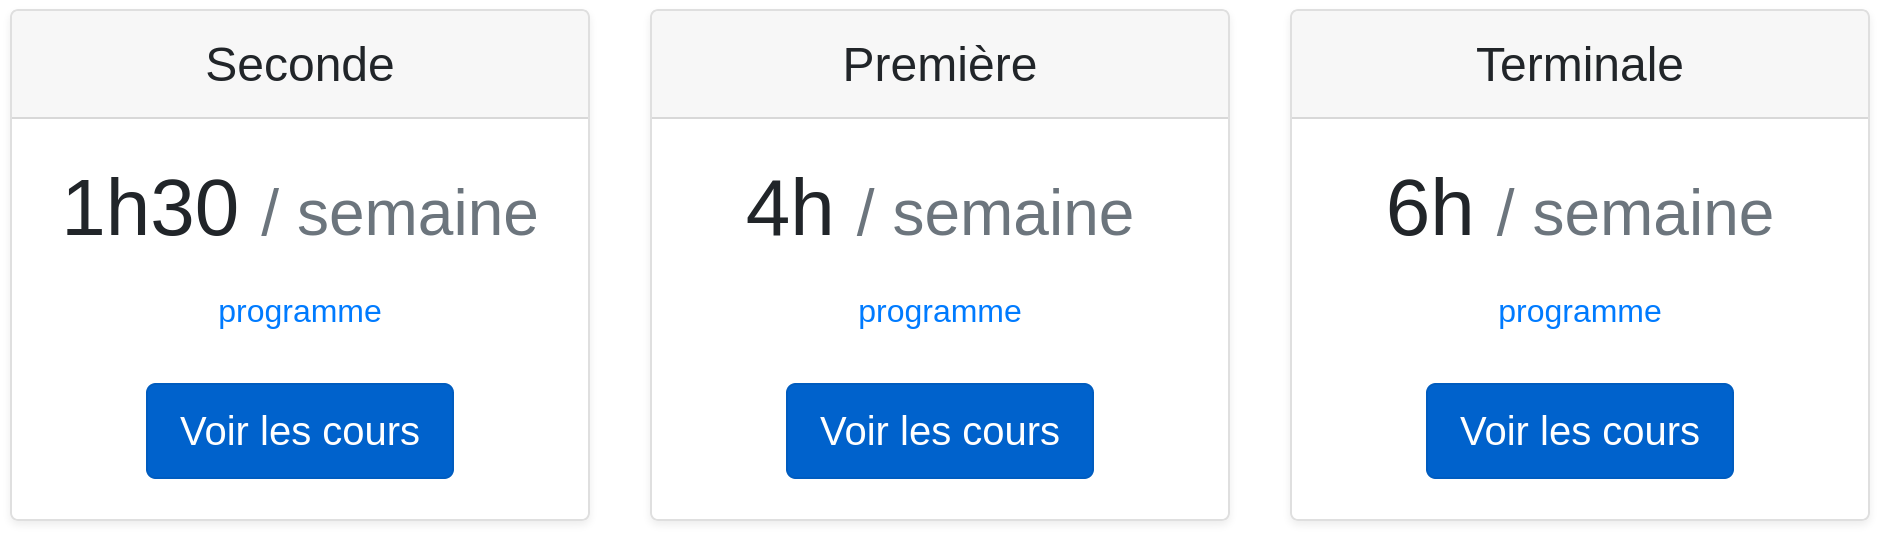 Seconde
1h30 / semaine
programme
Voir les cours
Première
4h / semaine
programme
Voir les cours
Terminale
6h / semaine
programme
Voir les cours